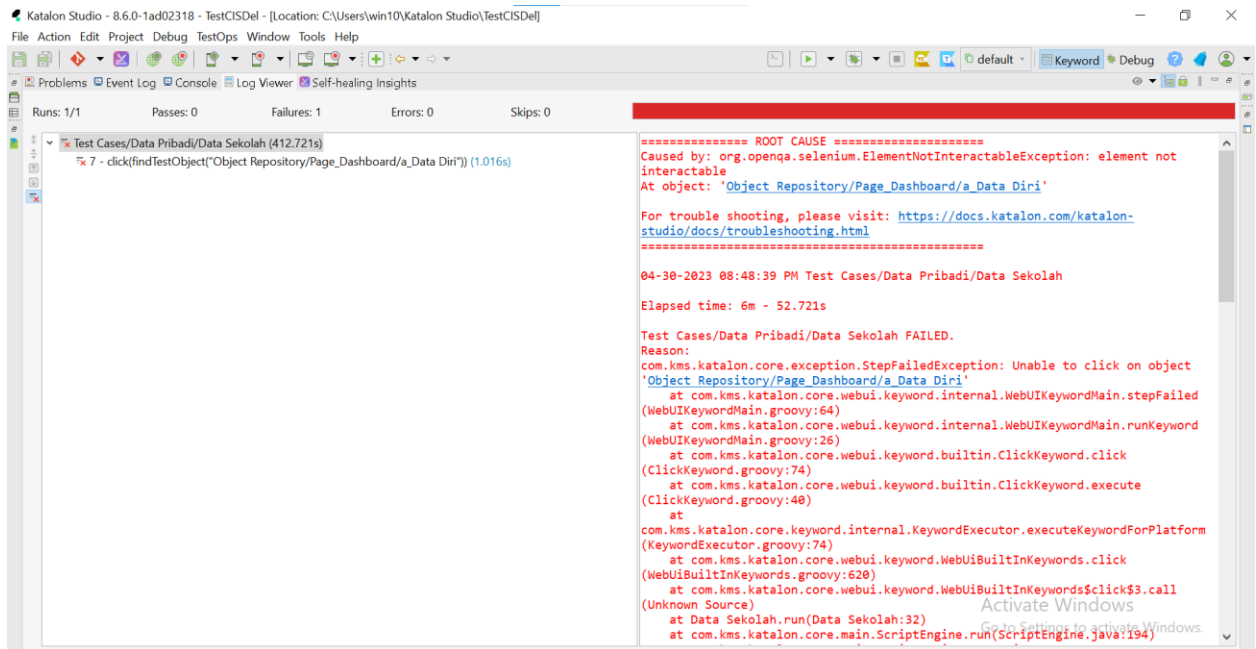 Katalon Studio - 8.6.0-1ad02318 - TestCISDel - [Location: C:\Users\win10\Katalon Studio\TestCISDel]
File Action Edit Project Debug TestOps Window Tools Help
default Keyword Debug
Problems Event Log Console Log Viewer Self-healing Insights
Runs: 1/1 Passes: 0 Failures: 1 Errors: 0 Skips: 0
Test Cases/Data Pribadi/Data Sekolah (412.721s)
7 - click(findTestObject("Object Repository/Page_Dashboard/a_Data Diri")) (1.016s)
=============== ROOT CAUSE =====================
Caused by: org.openqa.selenium.ElementNotInteractableException: element not
interactable
At object: 'Object Repository/Page_Dashboard/a_Data Diri'
For trouble shooting, please visit: https://docs.katalon.com/katalon-
studio/docs/troubleshooting.html
================================================
04-30-2023 08:48:39 PM Test Cases/Data Pribadi/Data Sekolah
Elapsed time: 6m - 52.721s
Test Cases/Data Pribadi/Data Sekolah FAILED.
Reason:
com.kms.katalon.core.exception.StepFailedException: Unable to click on object
'Object Repository/Page_Dashboard/a_Data Diri'
at com.kms.katalon.core.webui.keyword.internal.WebUIKeywordMain.stepFailed
(WebUIKeywordMain.groovy:64)
at com.kms.katalon.core.webui.keyword.internal.WebUIKeywordMain.runKeyword
(WebUIKeywordMain.groovy:26)
at com.kms.katalon.core.webui.keyword.builtin.ClickKeyword.click
(ClickKeyword.groovy:74)
at com.kms.katalon.core.webui.keyword.builtin.ClickKeyword.execute
(ClickKeyword.groovy:40)
at
com.kms.katalon.core.keyword.internal.KeywordExecutor.executeKeywordForPlatform
(KeywordExecutor.groovy:74)
at com.kms.katalon.core.webui.keyword.WebUiBuiltInKeywords.click
(WebUiBuiltInKeywords.groovy:620)
at com.kms.katalon.core.webui.keyword.WebUiBuiltInKeywords$click$3.call
(Unknown Source)
Activate Windows
at Data Sekolah.run(Data Sekolah:32)
Go to Settings to activate Windows.
at com.kms.katalon.core.main.ScriptEngine.run(ScriptEngine.java:194)